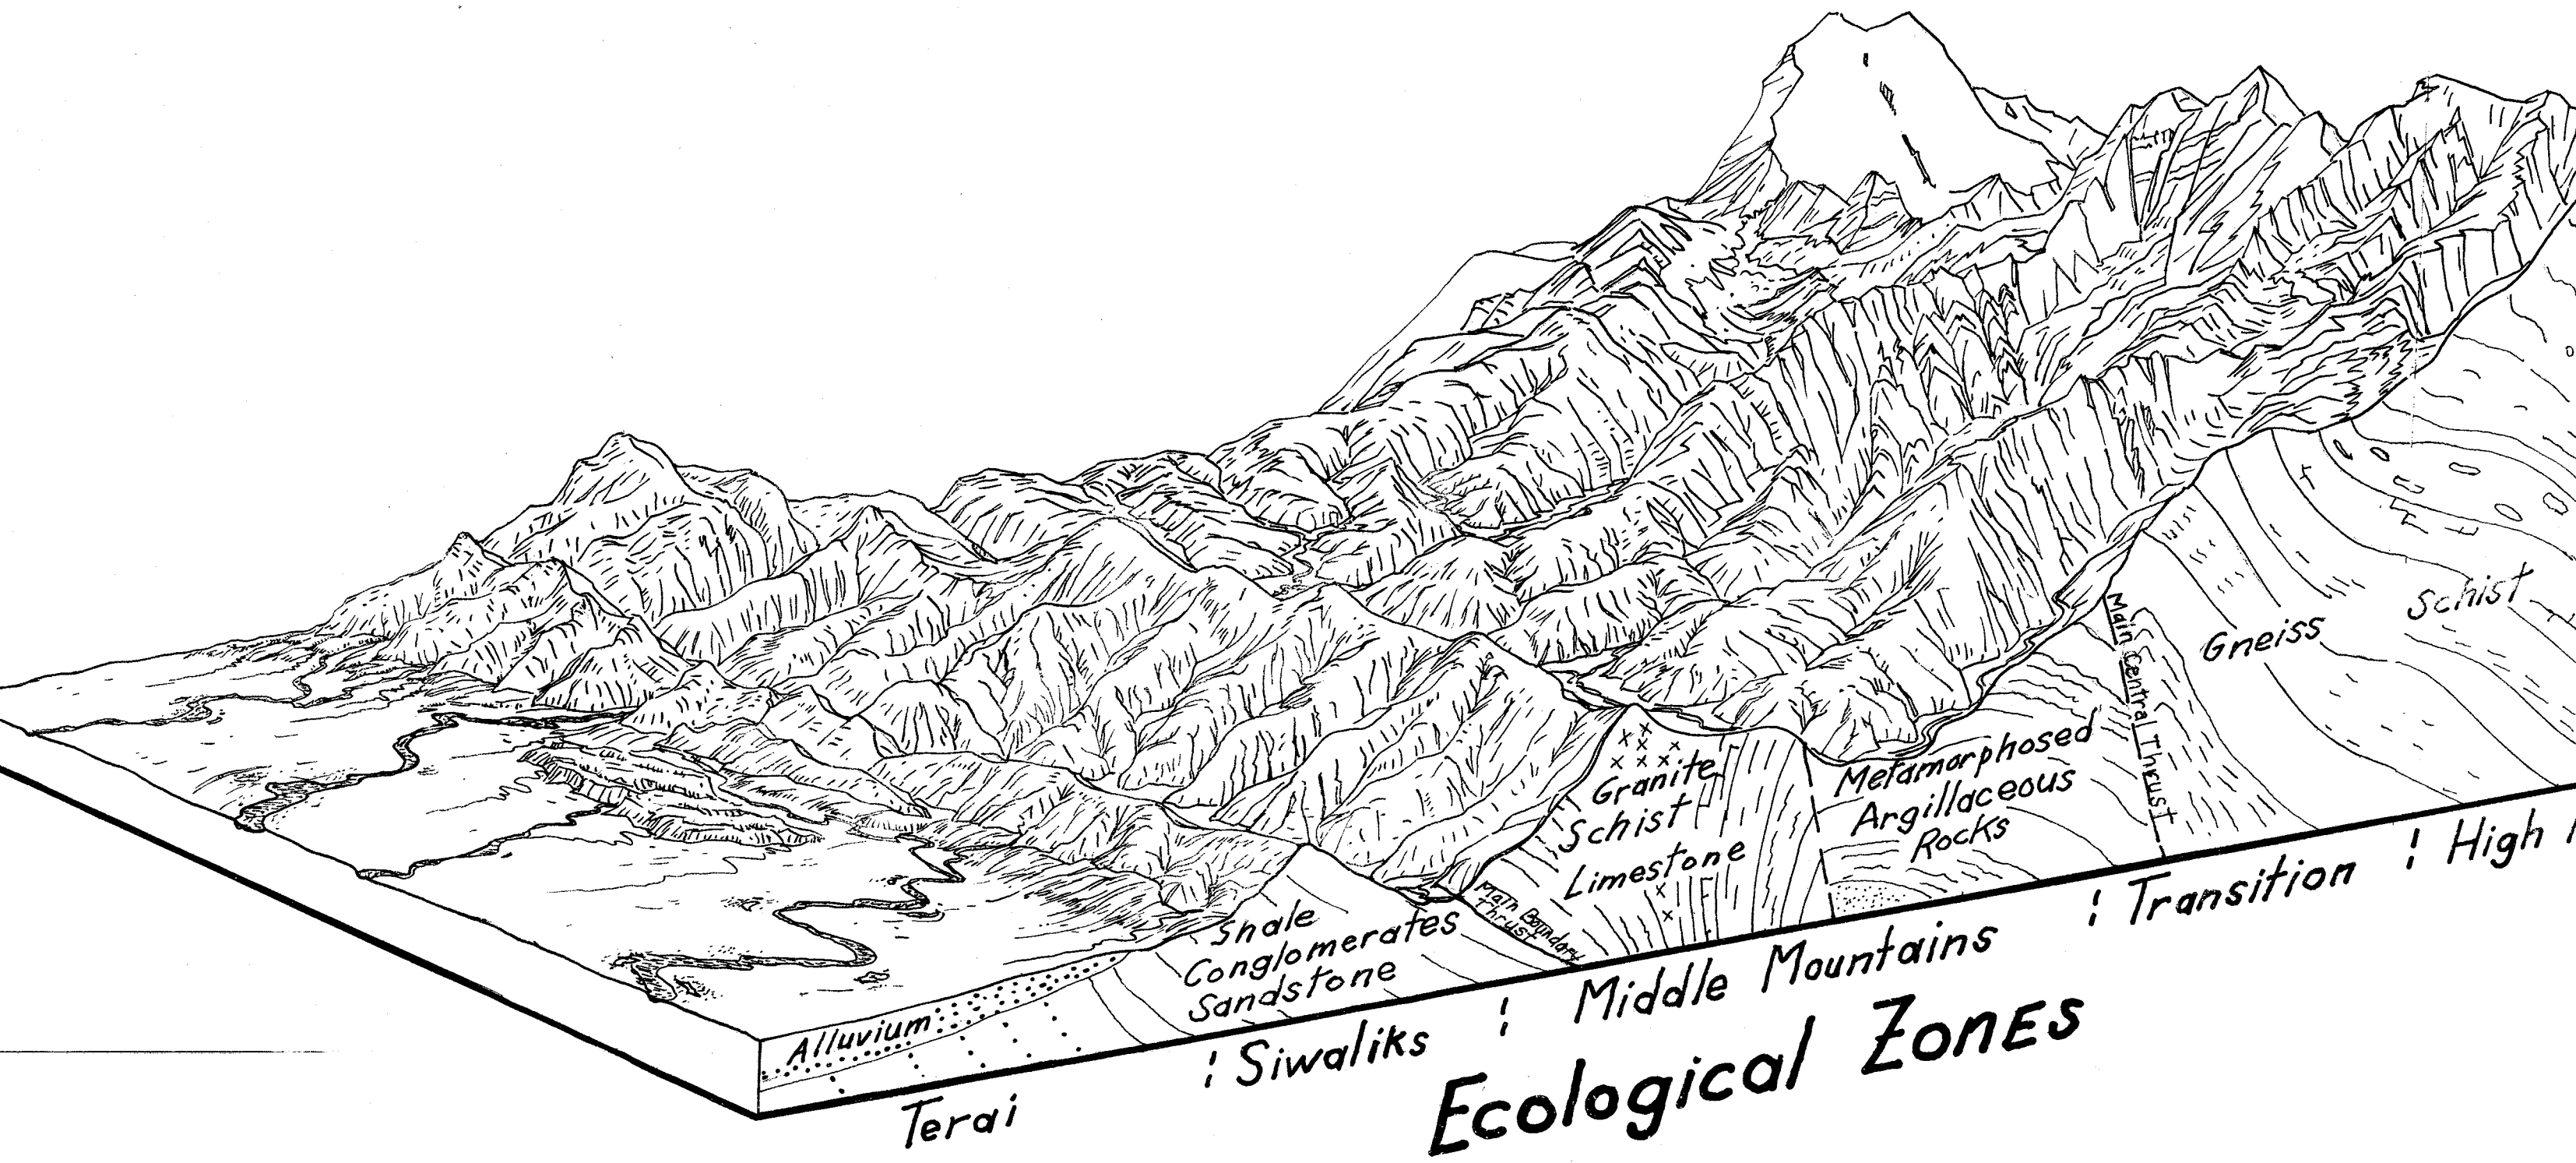 Alluvium
Shale
Conglomerates
Sandstone
Main Boundary
Thrust
Granite
Schist
Limestone
Metamorphosed
Argillaceous
Rocks
Main Central Thrust
Gneiss
Schist
Terai
Siwaliks
Middle Mountains
Transition
High
Ecological Zones